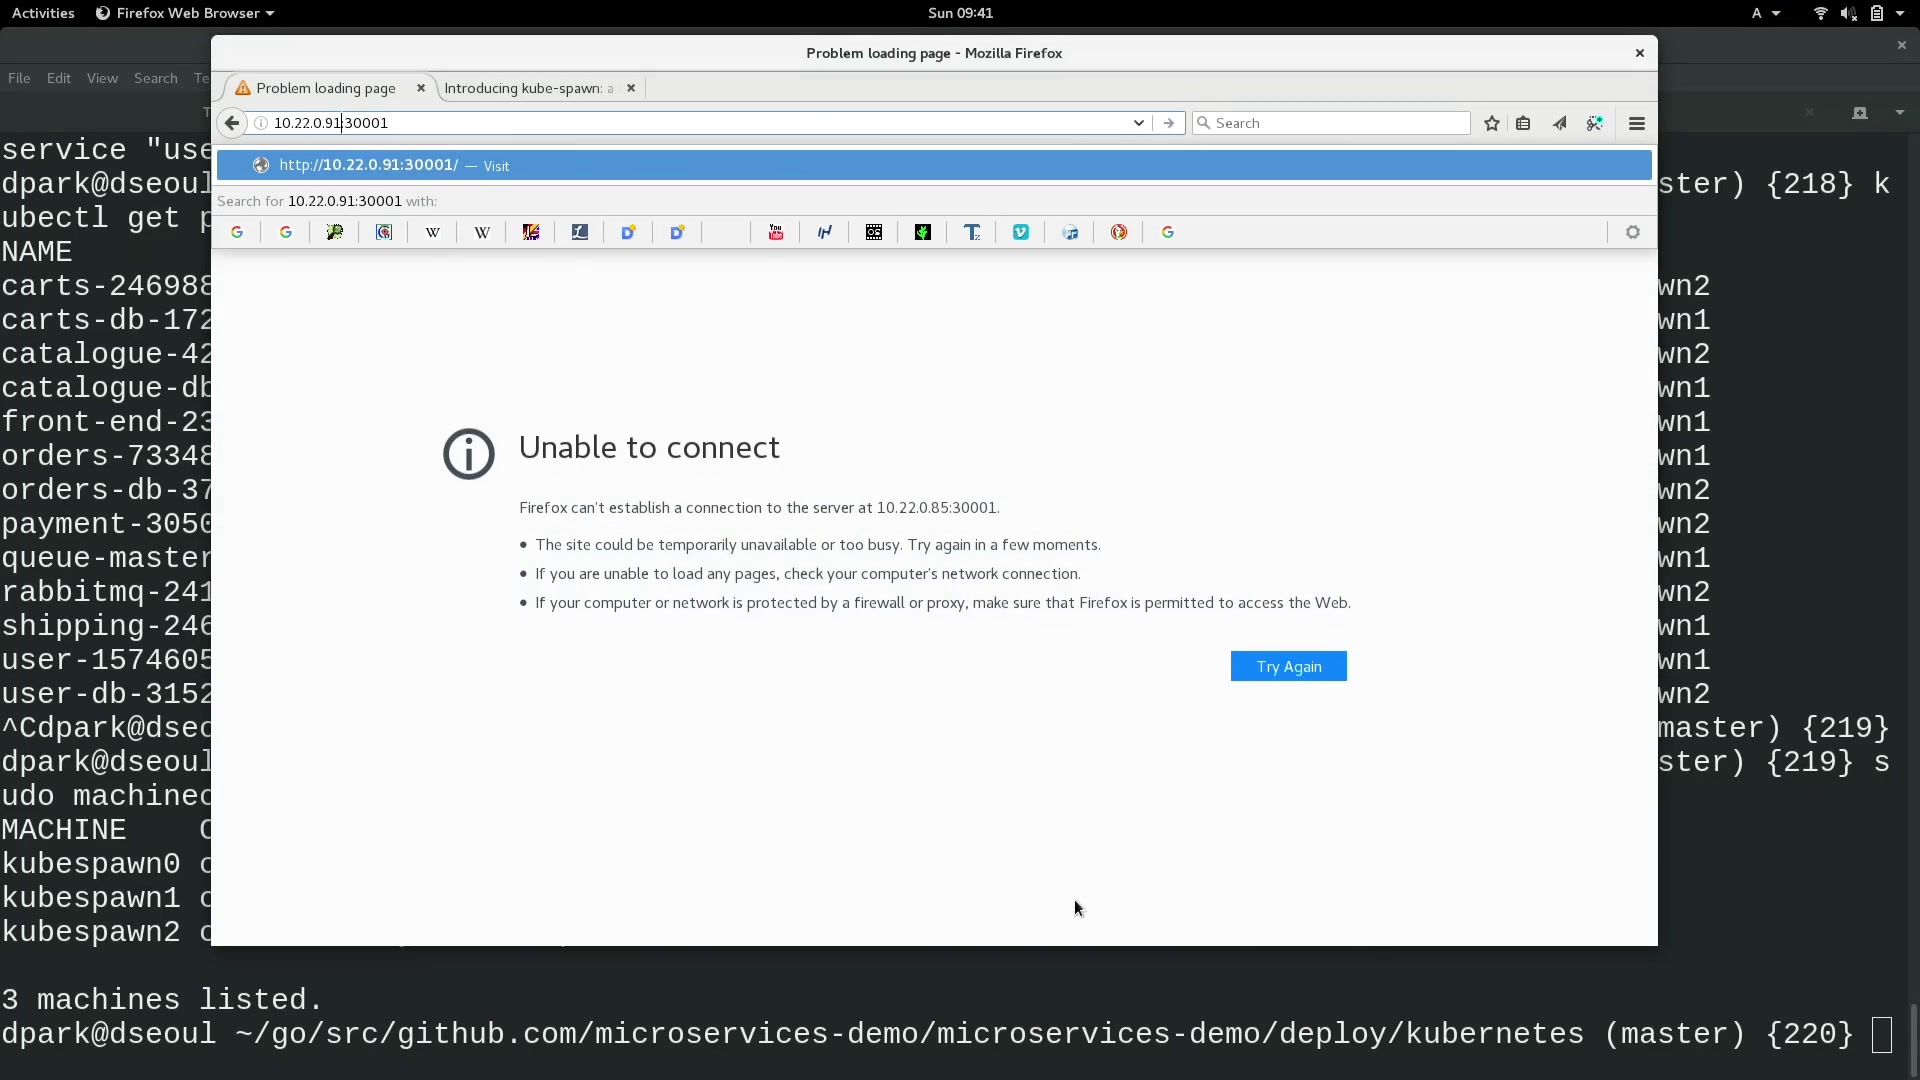 Activities Firefox Web Browser Sun 09:41 A
Problem loading page - Mozilla Firefox
File Edit View Search Te
Problem loading page Introducing kube-spawn: a
10.22.0.91:30001 Search
http://10.22.0.91:30001/ — Visit
Search for 10.22.0.91:30001 with:
service "use
dpark@dseoul ster) {218} k
ubectl get p
NAME
carts-246988 wn2
carts-db-172 wn1
catalogue-42 wn2
catalogue-db wn1
front-end-23 wn1
orders-73348 wn1
orders-db-37 wn2
payment-3050 wn2
queue-master wn1
rabbitmq-241 wn2
shipping-246 wn1
user-1574605 wn1
user-db-3152 wn2
^Cdpark@dseo master) {219}
dpark@dseoul ster) {219} s
udo machinec
MACHINE C
kubespawn0 c
kubespawn1 c
kubespawn2 c
Unable to connect
Firefox can't establish a connection to the server at 10.22.0.85:30001.
• The site could be temporarily unavailable or too busy. Try again in a few moments.
• If you are unable to load any pages, check your computer's network connection.
• If your computer or network is protected by a firewall or proxy, make sure that Firefox is permitted to access the Web.
Try Again
3 machines listed.
dpark@dseoul ~/go/src/github.com/microservices-demo/microservices-demo/deploy/kubernetes (master) {220}